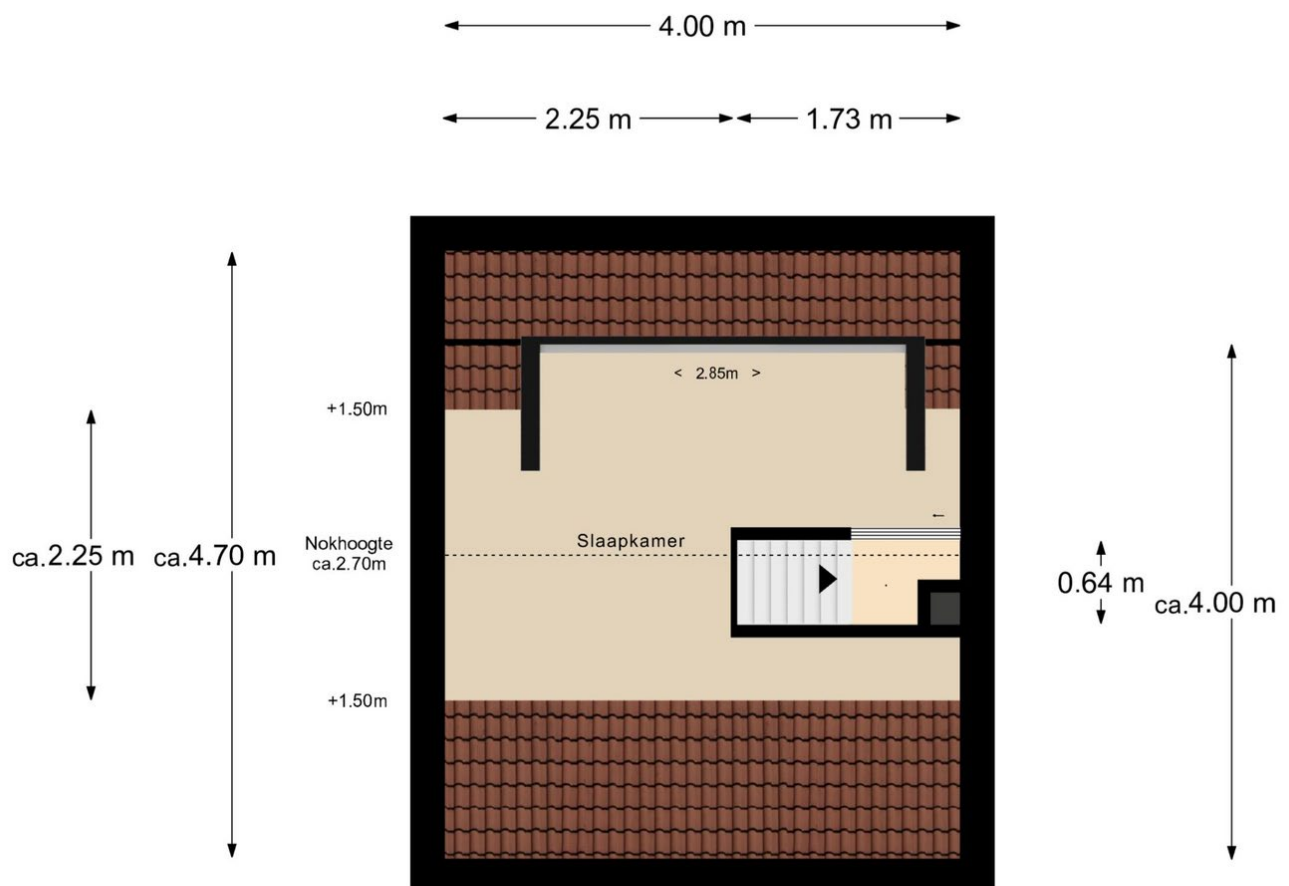 4.00 m
2.25 m
1.73 m
< 2.85m >
+1.50m
Slaapkamer
Nokhoogte
ca.2.70m
ca.2.25 m
ca.4.70 m
0.64 m
ca.4.00 m
+1.50m